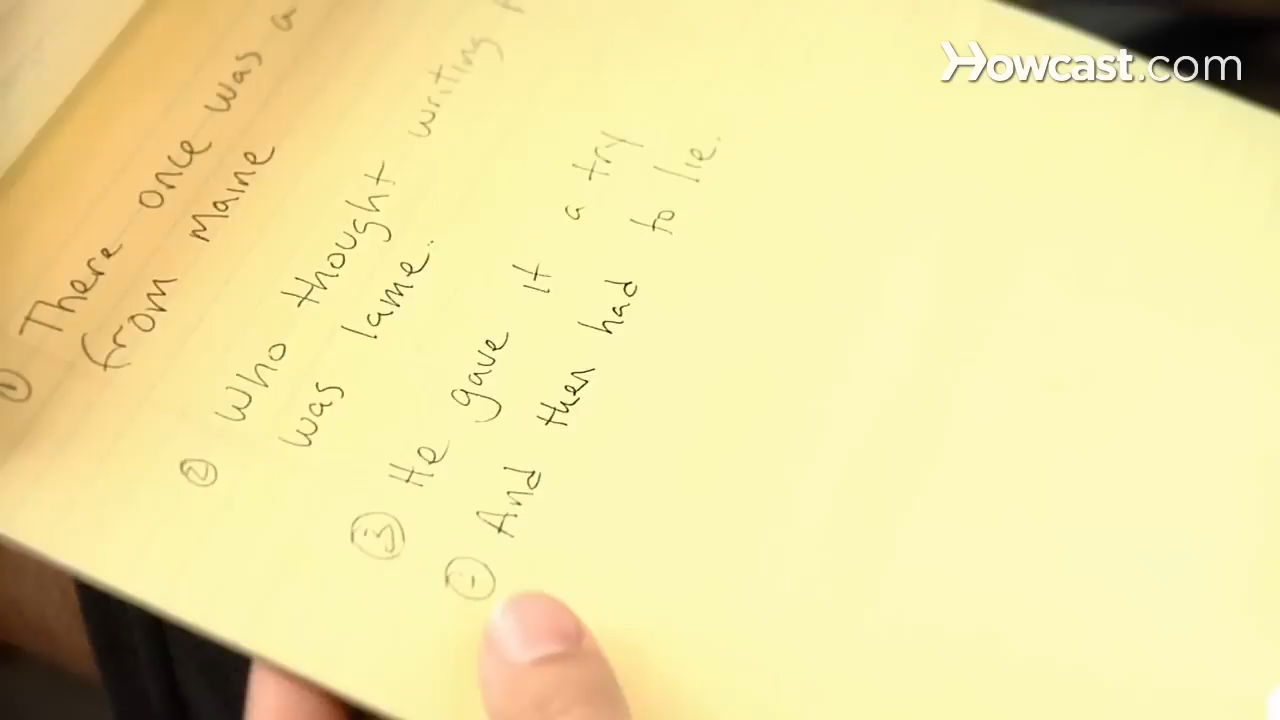 Howcast.com
① There once was a
from Maine
② Who thought writing
was lame.
③ He gave it a try
And then had to lie.